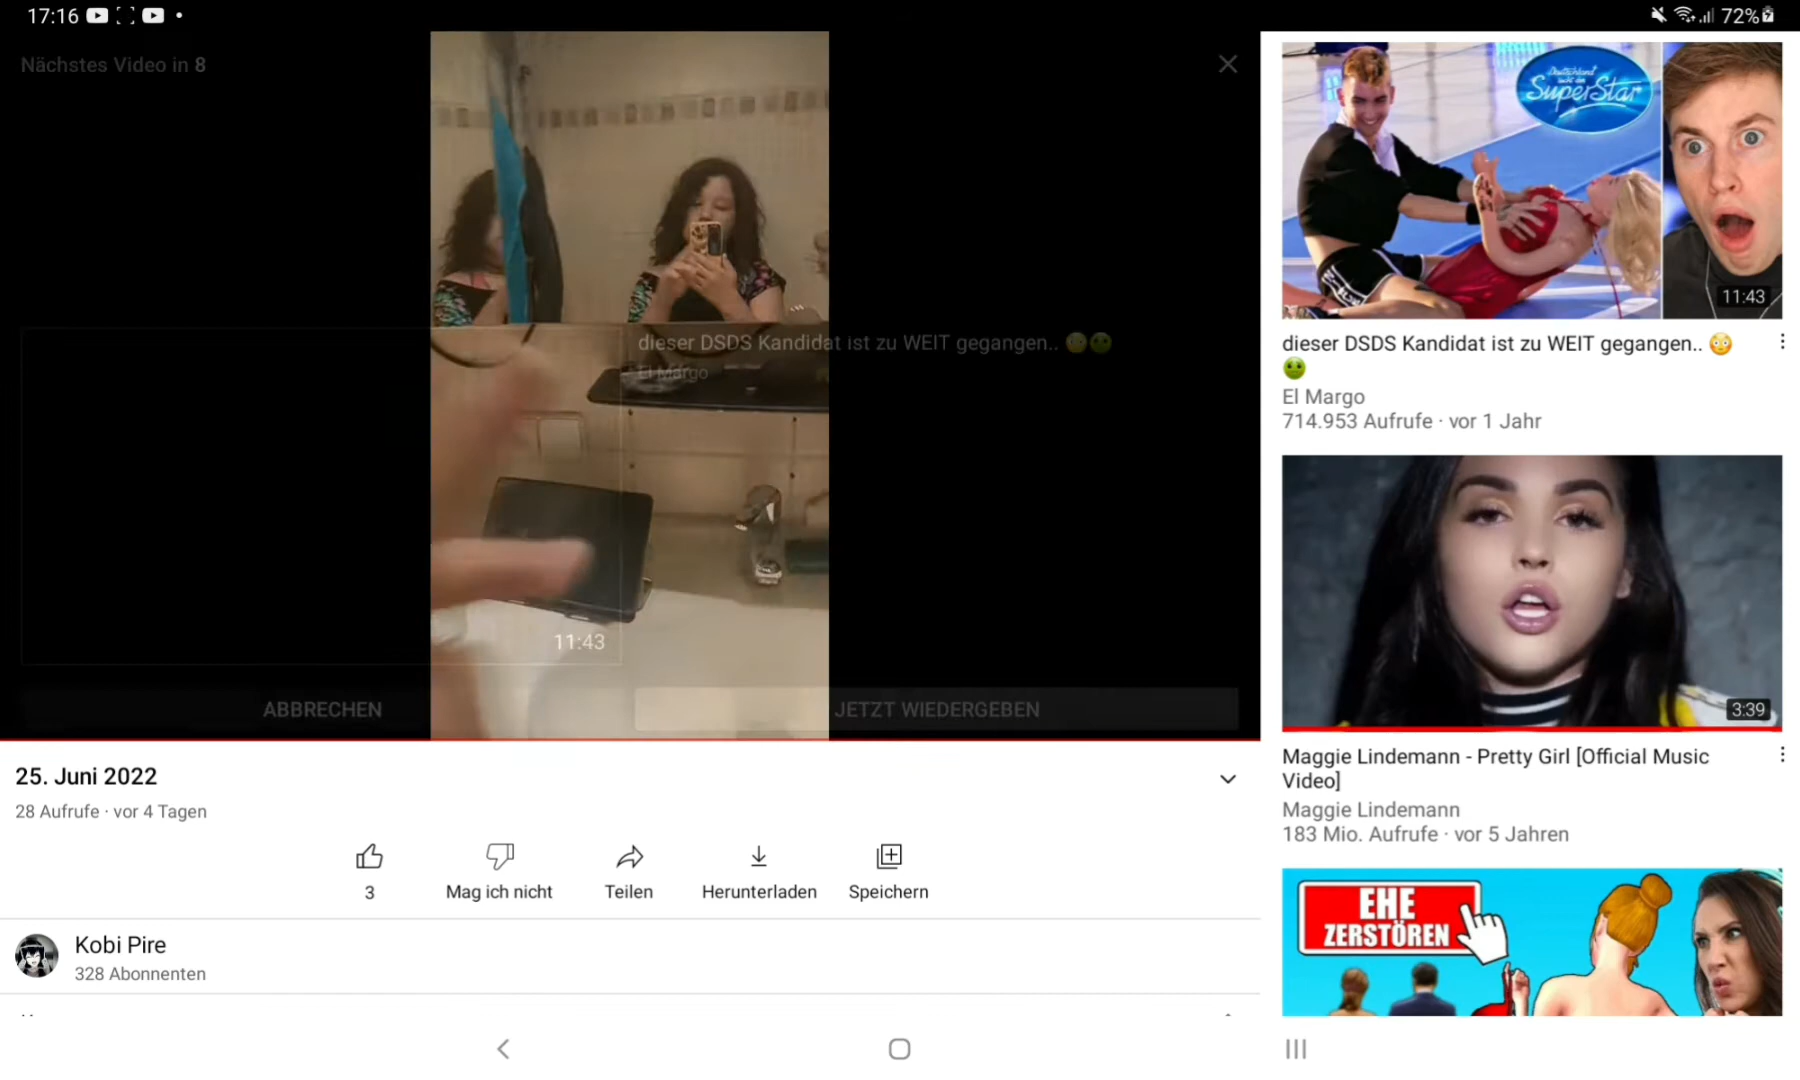 17:16
72%
Nächstes Video in 8
dieser DSDS Kandidat ist zu WEIT gegangen.. 😳🤢
El Margo
11:43
ABBRECHEN
JETZT WIEDERGEBEN
25. Juni 2022
28 Aufrufe · vor 4 Tagen
3
Mag ich nicht
Teilen
Herunterladen
Speichern
Kobi Pire
328 Abonnenten
Deutschland
sucht den
SuperStar
11:43
dieser DSDS Kandidat ist zu WEIT gegangen.. 😳
🤢
El Margo
714.953 Aufrufe · vor 1 Jahr
3:39
Maggie Lindemann - Pretty Girl [Official Music
Video]
Maggie Lindemann
183 Mio. Aufrufe · vor 5 Jahren
EHE
ZERSTÖREN